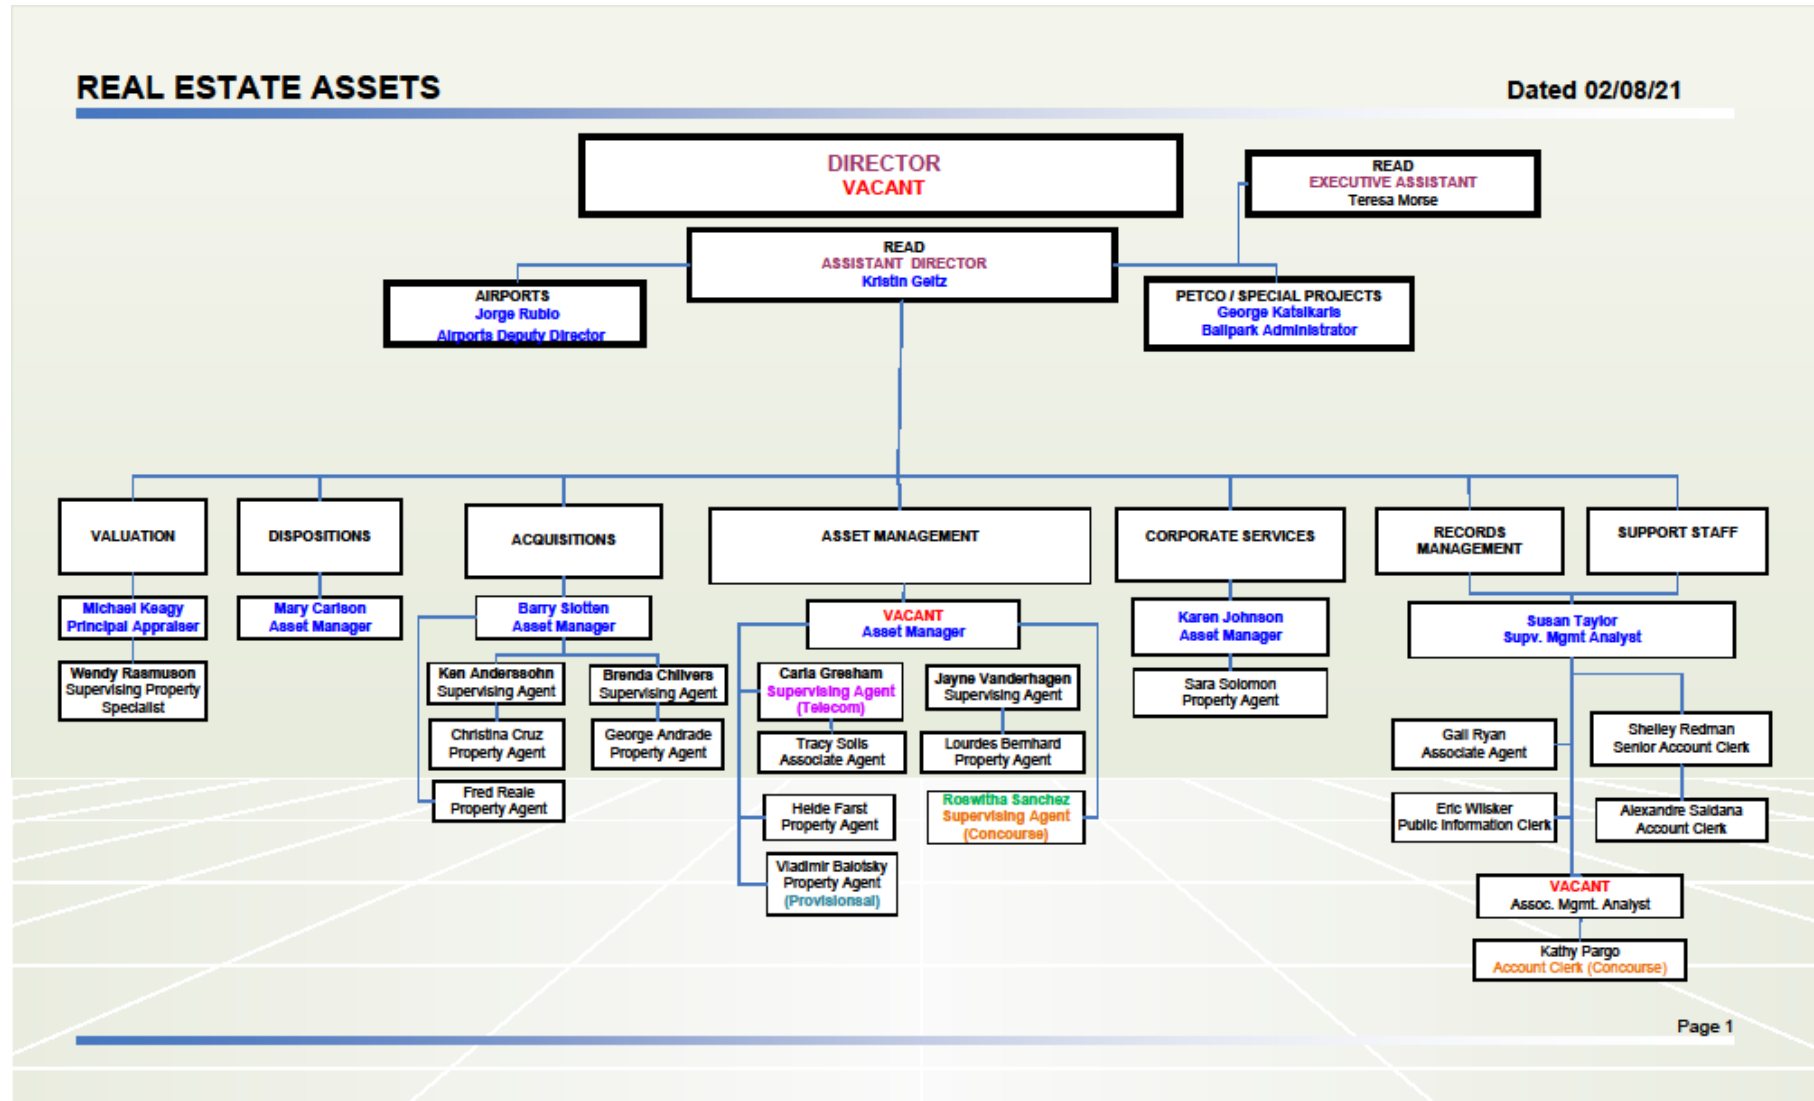 REAL ESTATE ASSETS
Dated 02/08/21
DIRECTOR
VACANT
READ
EXECUTIVE ASSISTANT
Teresa Morse
READ
ASSISTANT DIRECTOR
Kristin Geitz
AIRPORTS
Jorge Rubio
Airports Deputy Director
PETCO / SPECIAL PROJECTS
George Katsikaris
Ballpark Administrator
VALUATION
DISPOSITIONS
ACQUISITIONS
ASSET MANAGEMENT
CORPORATE SERVICES
RECORDS
MANAGEMENT
SUPPORT STAFF
Michael Keagy
Principal Appraiser
Wendy Rasmuson
Supervising Property
Specialist
Mary Carlson
Asset Manager
Barry Slotten
Asset Manager
Ken Anderssohn
Supervising Agent
Brenda Chilvers
Supervising Agent
Christina Cruz
Property Agent
George Andrade
Property Agent
Fred Reale
Property Agent
VACANT
Asset Manager
Carla Gresham
Supervising Agent
(Telecom)
Jayne Vanderhagen
Supervising Agent
Tracy Solis
Associate Agent
Lourdes Bernhard
Property Agent
Heide Farst
Property Agent
Roswitha Sanchez
Supervising Agent
(Concourse)
Vladimir Balotsky
Property Agent
(Provisionsal)
Karen Johnson
Asset Manager
Sara Solomon
Property Agent
Susan Taylor
Supv. Mgmt Analyst
Gail Ryan
Associate Agent
Shelley Redman
Senior Account Clerk
Eric Wilsker
Public Information Clerk
Alexandre Saldana
Account Clerk
VACANT
Assoc. Mgmt. Analyst
Kathy Pargo
Account Clerk (Concourse)
Page 1